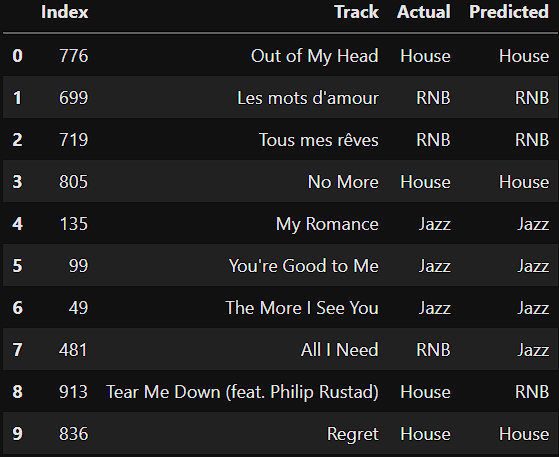 Index Track Actual Predicted
0 776 Out of My Head House House
1 699 Les mots d'amour RNB RNB
2 719 Tous mes rêves RNB RNB
3 805 No More House House
4 135 My Romance Jazz Jazz
5 99 You're Good to Me Jazz Jazz
6 49 The More I See You Jazz Jazz
7 481 All I Need RNB Jazz
8 913 Tear Me Down (feat. Philip Rustad) House RNB
9 836 Regret House House